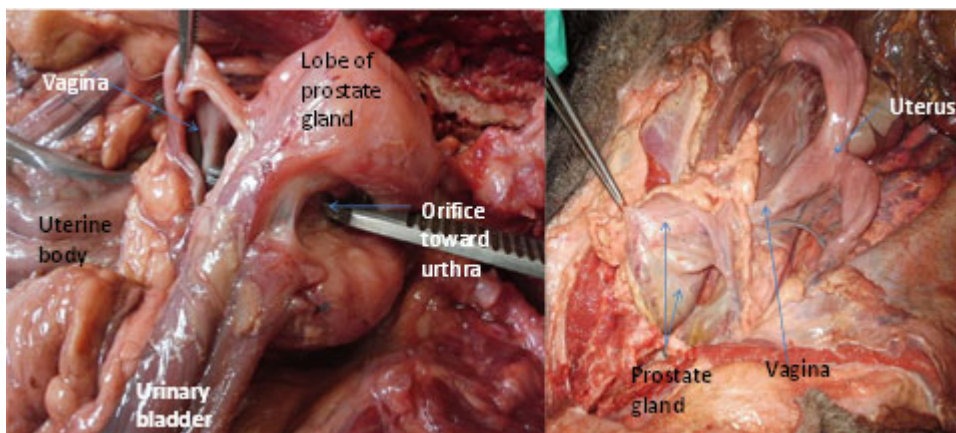 Vagina
Lobe of
prostate
gland
Uterus
Uterine
body
Orifice
toward
urthra
Prostate
gland
Vagina
Urinary
bladder